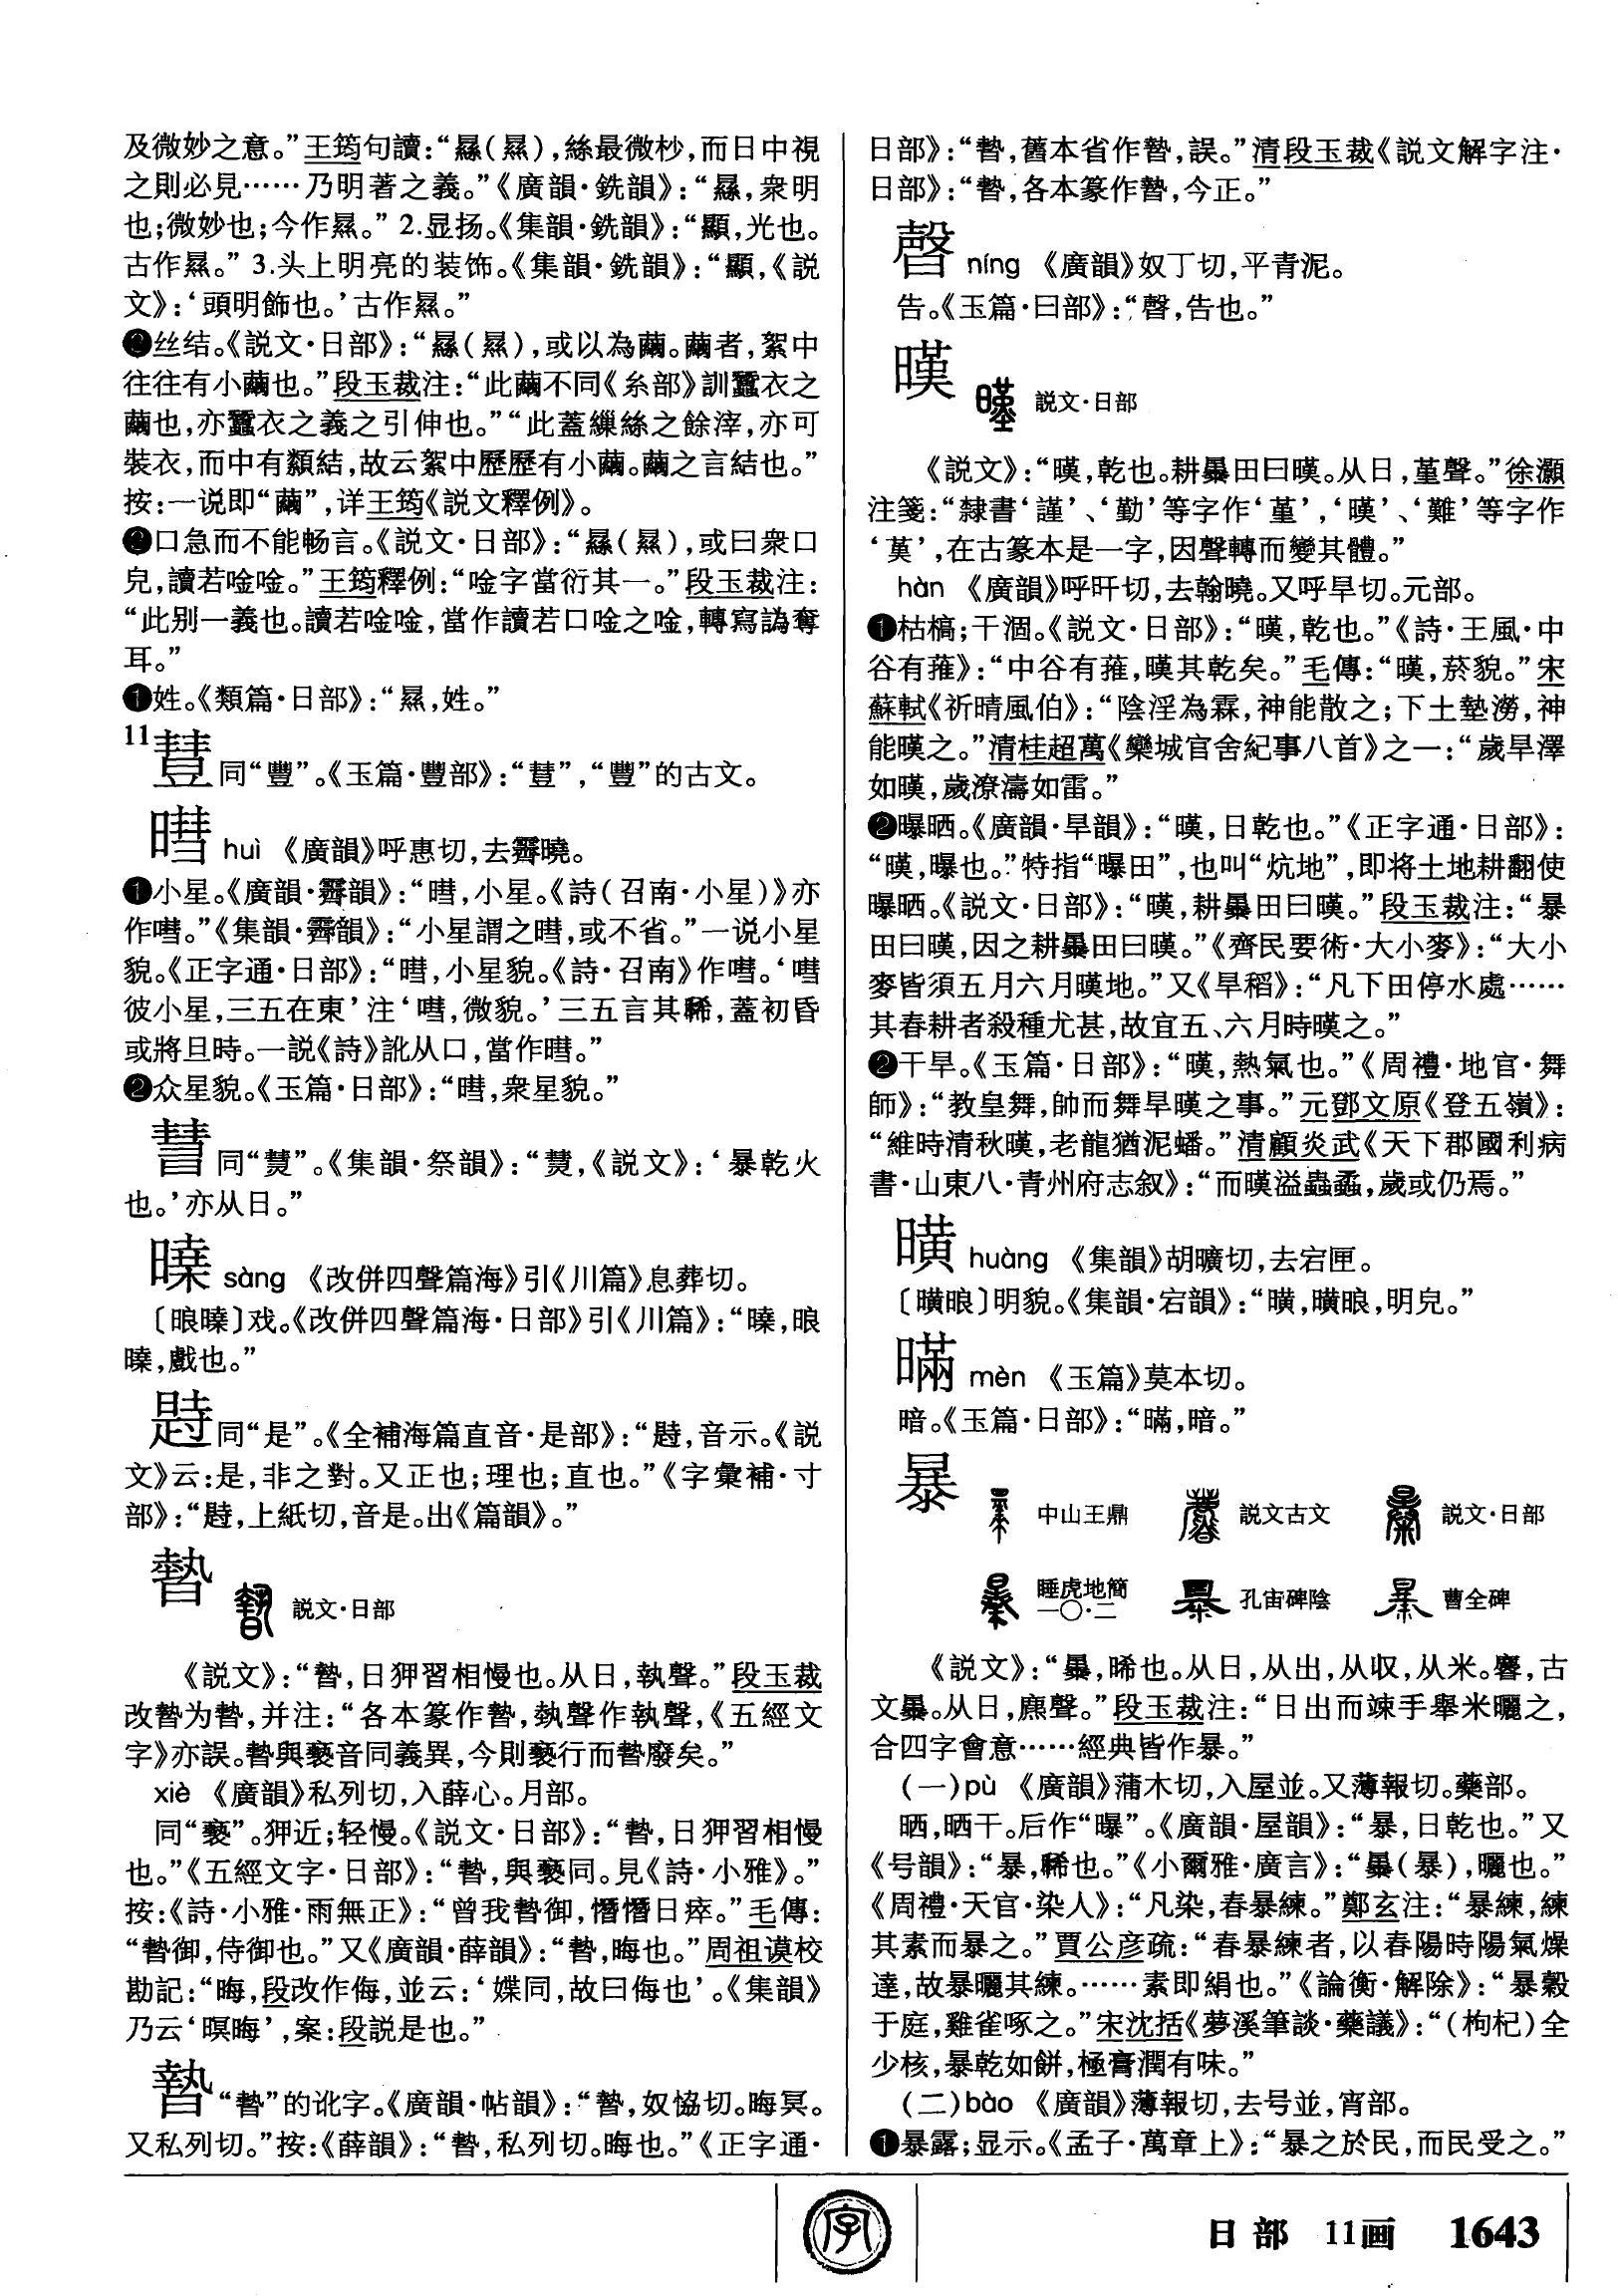 及微妙之意。”王筠句讀：“㬎（㬎），絲最微杪，而日中視
之則必見……乃明著之義。”《廣韻·銑韻》：“㬎，衆明
也；微妙也；今作㬎。” 2.显扬。《集韻·銑韻》：“顯，光也。
古作㬎。” 3.头上明亮的装饰。《集韻·銑韻》：“顯，《説
文》：‘頭明飾也。’古作㬎。”
❷丝结。《説文·日部》：“㬎（㬎），或以為繭。繭者，絮中
往往有小繭也。”段玉裁注：“此繭不同《糸部》訓蠶衣之
繭也，亦蠶衣之義之引伸也。”“此蓋繅絲之餘滓，亦可
裝衣，而中有纇結，故云絮中歷歷有小繭。繭之言結也。”
按：一说即“繭”，详王筠《説文釋例》。
❸口急而不能畅言。《説文·日部》：“㬎（㬎），或曰衆口
皃，讀若唫唫。”王筠釋例：“唫字當衍其一。”段玉裁注：
“此别一義也。讀若唫唫，當作讀若口唫之唫，轉寫譌奪
耳。”
❶姓。《類篇·日部》：“㬎，姓。”
11
同“豐”。《玉篇·豐部》：“”，“豐”的古文。
暳 huì 《廣韻》呼惠切，去霽曉。
❶小星。《廣韻·霽韻》：“暳，小星。《詩（召南·小星）》亦
作嘒。”《集韻·霽韻》：“小星謂之暳，或不省。”一说小星
貌。《正字通·日部》：“暳，小星貌。《詩·召南》作嘒。‘嘒
彼小星，三五在東’注‘嘒，微貌。’三五言其稀，蓋初昏
或將旦時。一説《詩》訛从口，當作暳。”
❷众星貌。《玉篇·日部》：“暳，衆星貌。”
同“熭”。《集韻·祭韻》：“熭，《説文》：‘暴乾火
也。’亦从日。”
sàng 《改併四聲篇海》引《川篇》息葬切。
〔㫰〕戏。《改併四聲篇海·日部》引《川篇》：“，㫰
，戲也。”
同“是”。《全補海篇直音·是部》：“，音示。《説
文》云：是，非之對。又正也；理也；直也。”《字彙補·寸
部》：“，上紙切，音是。出《篇韻》。”
暬 説文·日部
《説文》：“暬，日狎習相慢也。从日，執聲。”段玉裁
改暬为暬，并注：“各本篆作暬，埶聲作執聲，《五經文
字》亦誤。暬與褻音同義異，今則褻行而暬廢矣。”
xiè 《廣韻》私列切，入薛心。月部。
同“褻”。狎近；轻慢。《説文·日部》：“暬，日狎習相慢
也。”《五經文字·日部》：“暬，與褻同。見《詩·小雅》。”
按：《詩·小雅·雨無正》：“曾我暬御，憯憯日瘁。”毛傳：
“暬御，侍御也。”又《廣韻·薛韻》：“暬，晦也。”周祖谟校
勘記：“晦，段改作侮，並云：‘媟同，故曰侮也’。《集韻》
乃云‘暝晦’，案：段説是也。”
暬“暬”的讹字。《廣韻·帖韻》：“暬，奴協切。晦冥。
又私列切。”按：《薛韻》：“暬，私列切。晦也。”《正字通·
日部》：“暬，舊本省作暬，誤。”清段玉裁《説文解字注·
日部》：“暬，各本篆作暬，今正。”
níng 《廣韻》奴丁切，平青泥。
告。《玉篇·曰部》：“，告也。”
暵 説文·日部
《説文》：“暵，乾也。耕㬥田曰暵。从日，堇聲。”徐灝
注箋：“隸書‘謹’、‘勤’等字作‘堇’，‘暵’、‘難’等字作
‘𦰩’，在古篆本是一字，因聲轉而變其體。”
hàn 《廣韻》呼旰切，去翰曉。又呼旱切。元部。
❶枯槁；干涸。《説文·日部》：“暵，乾也。”《詩·王風·中
谷有蓷》：“中谷有蓷，暵其乾矣。”毛傳：“暵，菸貌。”宋
蘇軾《祈晴風伯》：“陰淫為霖，神能散之；下土墊澇，神
能暵之。”清桂超萬《欒城官舍紀事八首》之一：“歲旱澤
如暵，歲潦濤如雷。”
❷曝晒。《廣韻·旱韻》：“暵，日乾也。”《正字通·日部》：
“暵，曝也。”特指“曝田”，也叫“炕地”，即将土地耕翻使
曝晒。《説文·日部》：“暵，耕㬥田曰暵。”段玉裁注：“暴
田曰暵，因之耕㬥田曰暵。”《齊民要術·大小麥》：“大小
麥皆須五月六月暵地。”又《旱稻》：“凡下田停水處……
其春耕者殺種尤甚，故宜五、六月時暵之。”
❷干旱。《玉篇·日部》：“暵，熱氣也。”《周禮·地官·舞
師》：“教皇舞，帥而舞旱暵之事。”元鄧文原《登五嶺》：
“維時清秋暵，老龍猶泥蟠。”清顧炎武《天下郡國利病
書·山東八·青州府志叙》：“而暵溢蟲蝥，歲或仍焉。”
㬻 huàng 《集韻》胡曠切，去宕匣。
〔㬻㫰〕明貌。《集韻·宕韻》：“㬻，㬻㫰，明皃。”
暪 mèn 《玉篇》莫本切。
暗。《玉篇·日部》：“暪，暗。”
暴 中山王鼎 説文古文 説文·日部
睡虎地簡一〇·二 孔宙碑陰 曹全碑
《説文》：“㬥，晞也。从日，从出，从収，从米。𣋴，古
文㬥。从日，麃聲。”段玉裁注：“日出而竦手舉米曬之，
合四字會意……經典皆作暴。”
（一）pù 《廣韻》蒲木切，入屋並。又薄報切。藥部。
晒，晒干。后作“曝”。《廣韻·屋韻》：“暴，日乾也。”又
《号韻》：“暴，稀也。”《小爾雅·廣言》：“㬥（暴），曬也。”
《周禮·天官·染人》：“凡染，春暴練。”鄭玄注：“暴練，練
其素而暴之。”賈公彦疏：“春暴練者，以春陽時陽氣燥
達，故暴曬其練。……素即絹也。”《論衡·解除》：“暴穀
于庭，雞雀啄之。”宋沈括《夢溪筆談·藥議》：“（枸杞）全
少核，暴乾如餅，極膏潤有味。”
（二）bào 《廣韻》薄報切，去号並，宵部。
❶暴露；显示。《孟子·萬章上》：“暴之於民，而民受之。”
字
日部 11画 1643